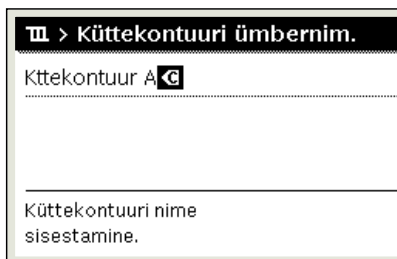 > Küttekontuuri ümbernim.
Kttekontuur A C
Küttekontuuri nime
sisestamine.